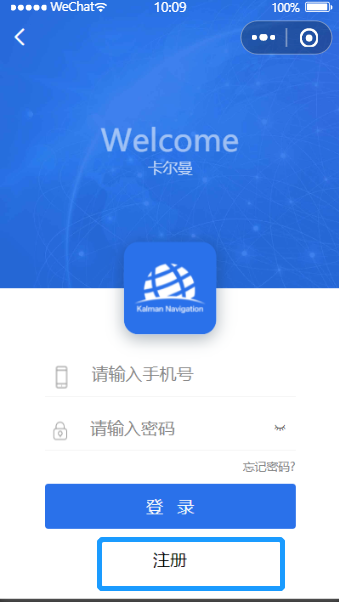 WeChat 10:09 100%
Welcome
卡尔曼
Kalman Navigation
请输入手机号
请输入密码
忘记密码?
登 录
注册